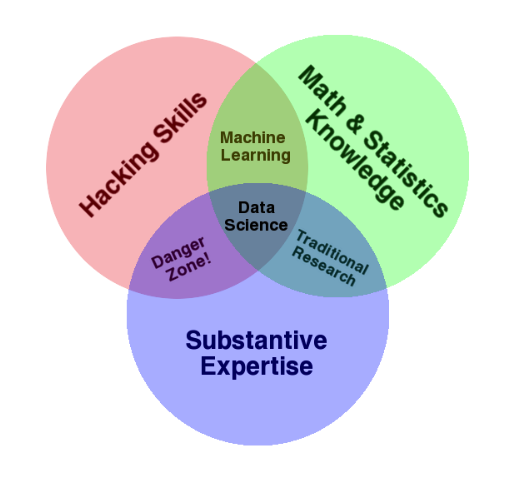 Hacking Skills
Math & Statistics
Knowledge
Machine
Learning
Data
Science
Danger
Zone!
Traditional
Research
Substantive
Expertise